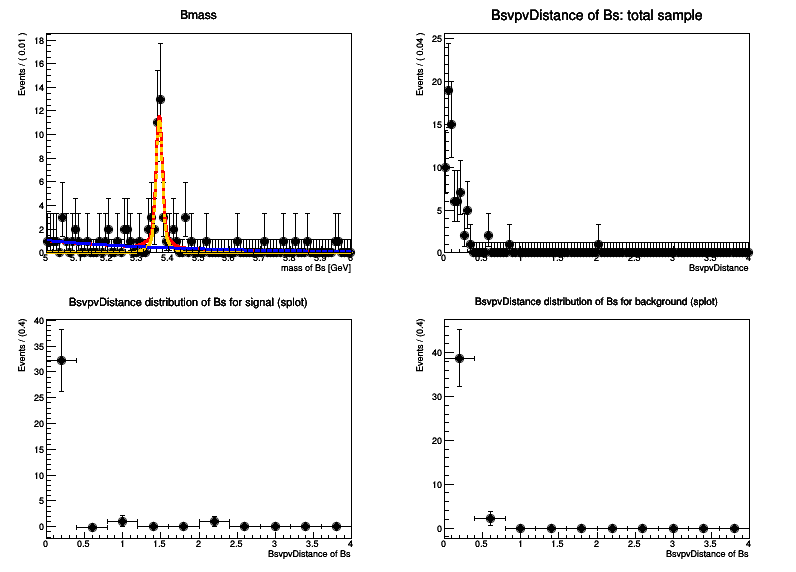 Bmass
Events / ( 0.01 )
18
16
14
12
10
8
6
4
2
0
5 5.1 5.2 5.3 5.4 5.5 5.6 5.7 5.8 5.9 6
mass of Bs [GeV]
BsvpvDistance of Bs: total sample
Events / ( 0.04 )
25
20
15
10
5
0
0 0.5 1 1.5 2 2.5 3 3.5 4
BsvpvDistance
BsvpvDistance distribution of Bs for signal (splot)
Events / (0.4)
40
35
30
25
20
15
10
5
0
0 0.5 1 1.5 2 2.5 3 3.5 4
BsvpvDistance of Bs
BsvpvDistance distribution of Bs for background (splot)
Events / (0.4)
40
30
20
10
0
0 0.5 1 1.5 2 2.5 3 3.5 4
BsvpvDistance of Bs